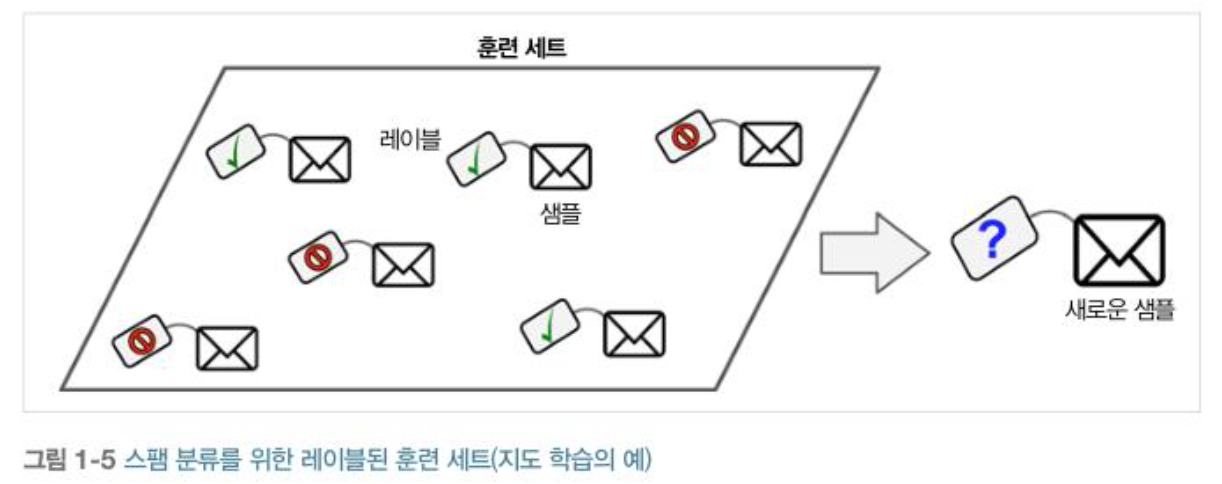 훈련 세트
레이블
샘플
?
새로운 샘플
그림 1-5 스팸 분류를 위한 레이블된 훈련 세트(지도 학습의 예)